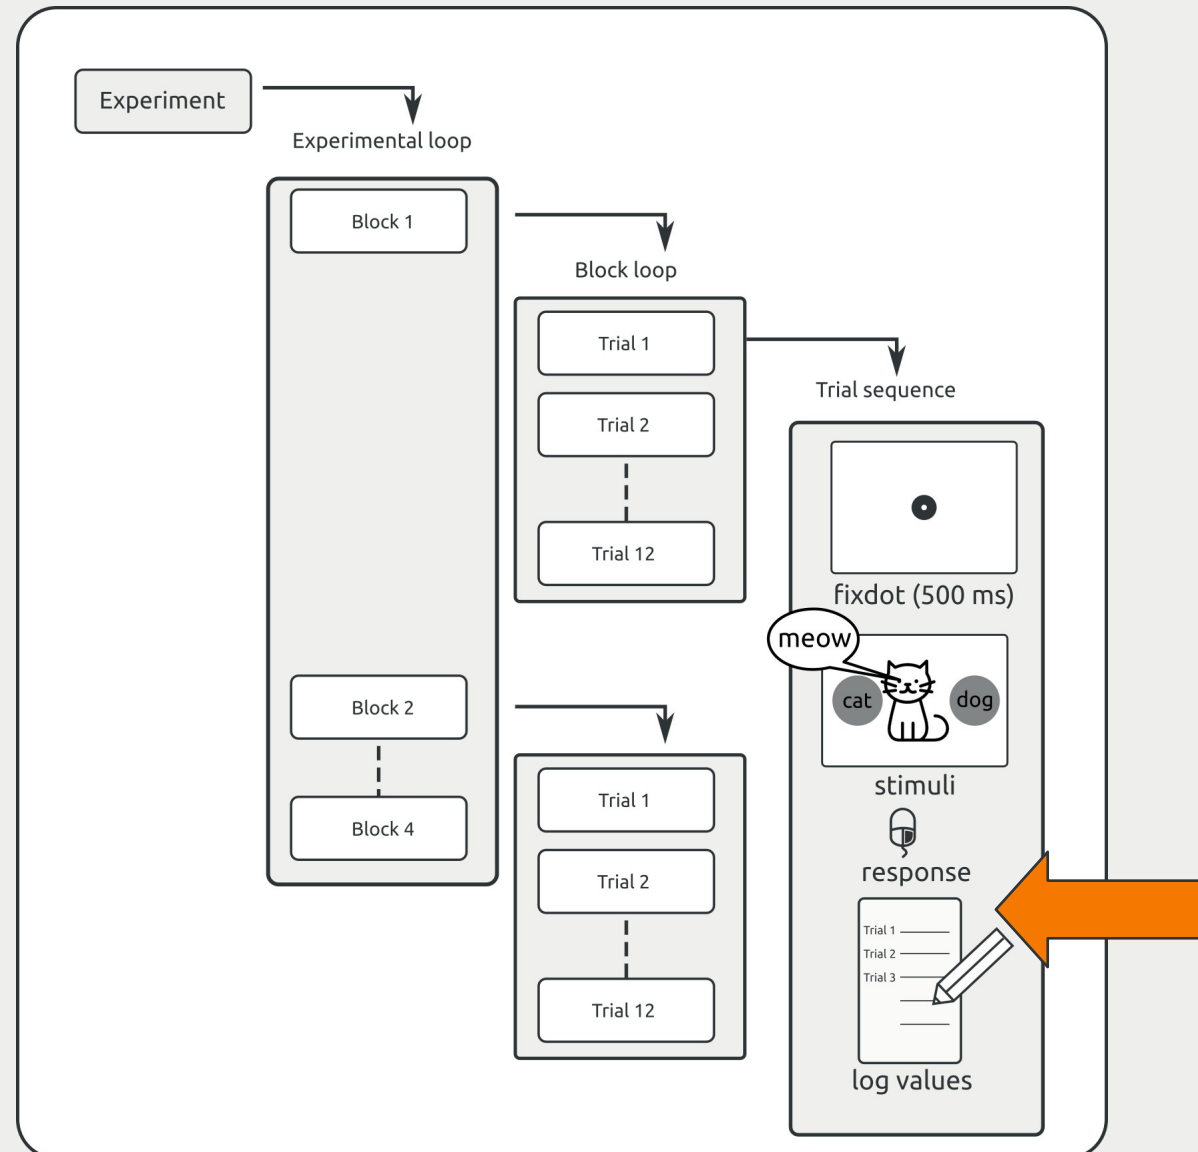 Experiment
Experimental loop
Block 1
Block loop
Trial 1
Trial 2
Trial 12
Trial sequence
fixdot (500 ms)
meow
cat
dog
stimuli
response
Trial 1
Trial 2
Trial 3
log values
Block 2
Block 4
Trial 1
Trial 2
Trial 12